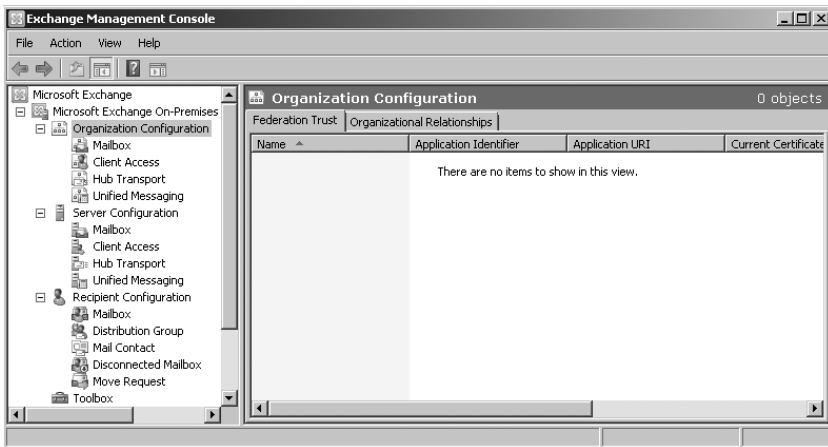 Exchange Management Console
File Action View Help
Microsoft Exchange
Microsoft Exchange On-Premises
Organization Configuration
Mailbox
Client Access
Hub Transport
Unified Messaging
Server Configuration
Mailbox
Client Access
Hub Transport
Unified Messaging
Recipient Configuration
Mailbox
Distribution Group
Mail Contact
Disconnected Mailbox
Move Request
Toolbox
Organization Configuration 0 objects
Federation Trust Organizational Relationships
Name Application Identifier Application URI Current Certificate
There are no items to show in this view.